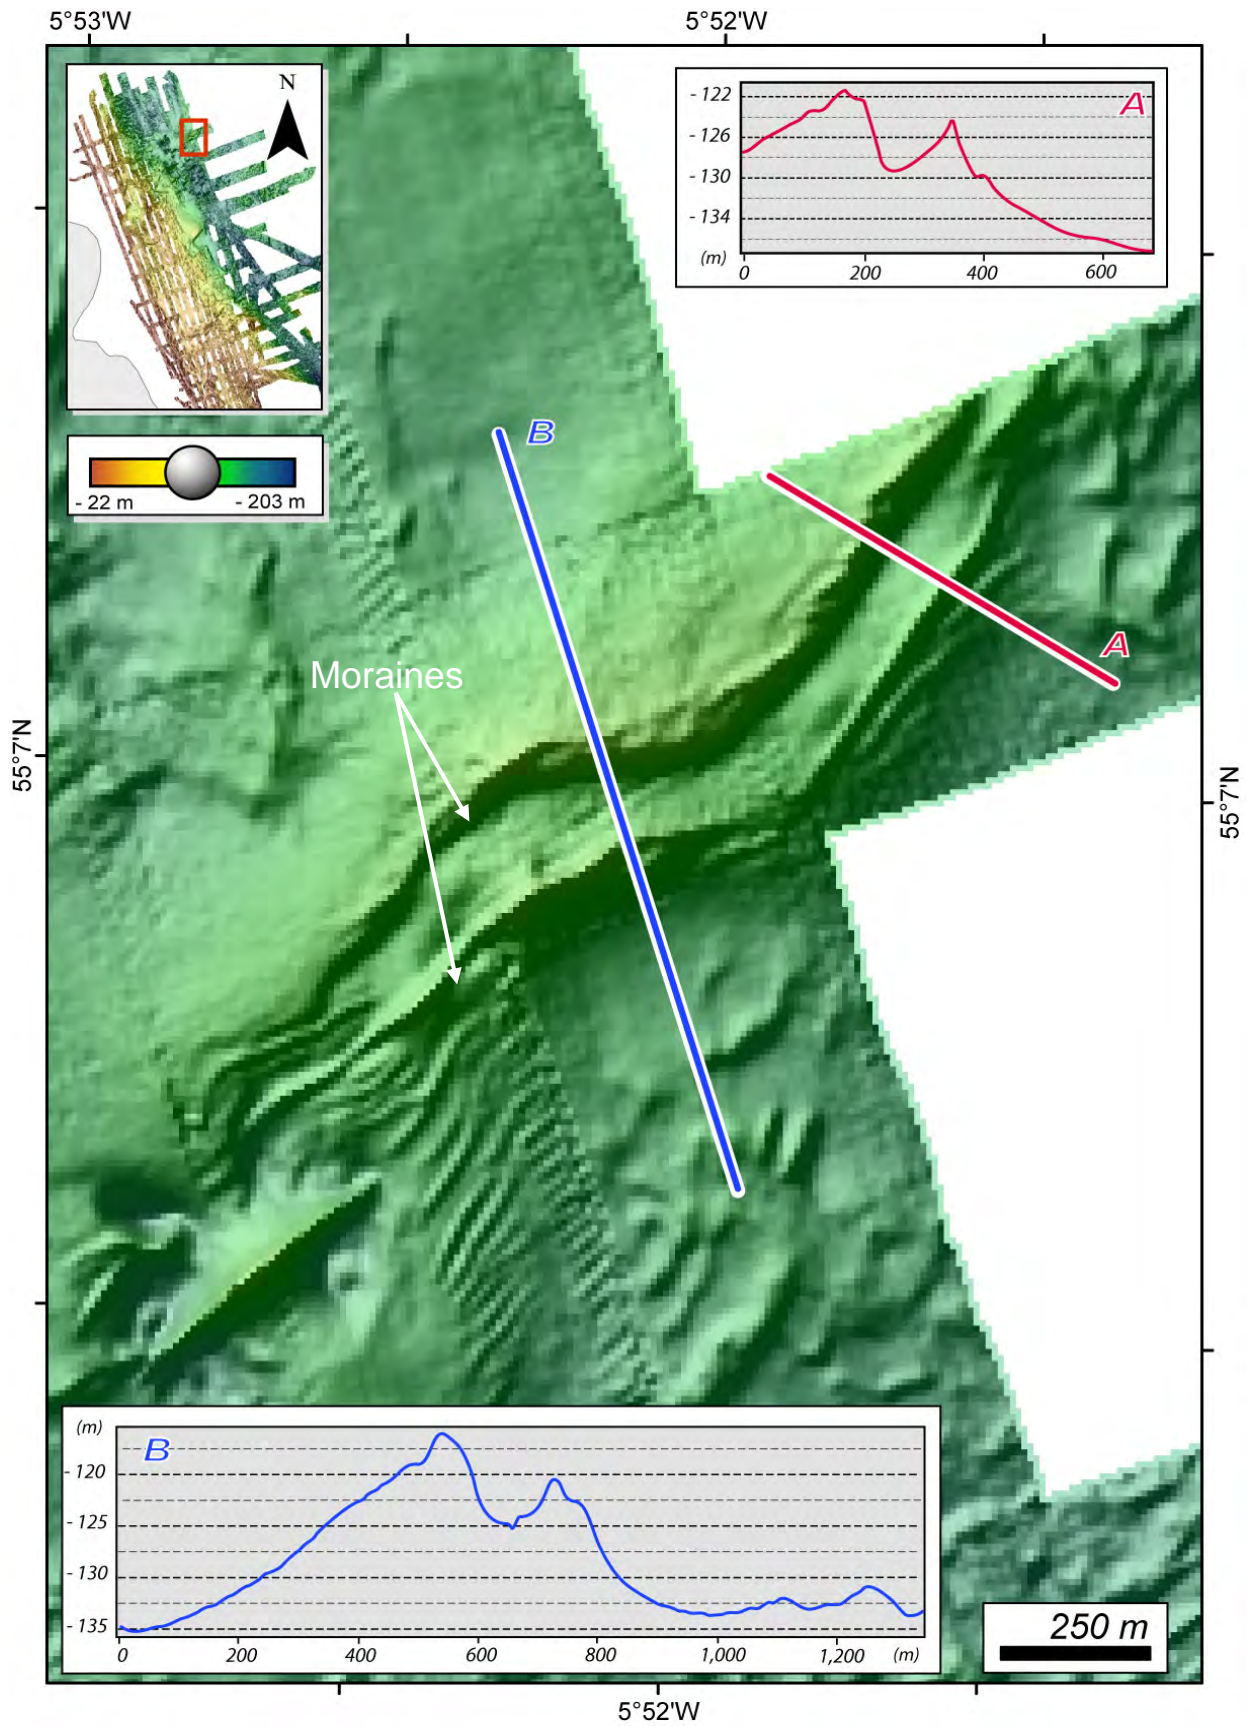 5°53'W
5°52'W
N
- 22 m
- 203 m
A
- 122
- 126
- 130
- 134
(m)
0
200
400
600
B
A
Moraines
55°7'N
55°7'N
(m)
B
- 120
- 125
- 130
- 135
0
200
400
600
800
1,000
1,200
(m)
250 m
5°52'W